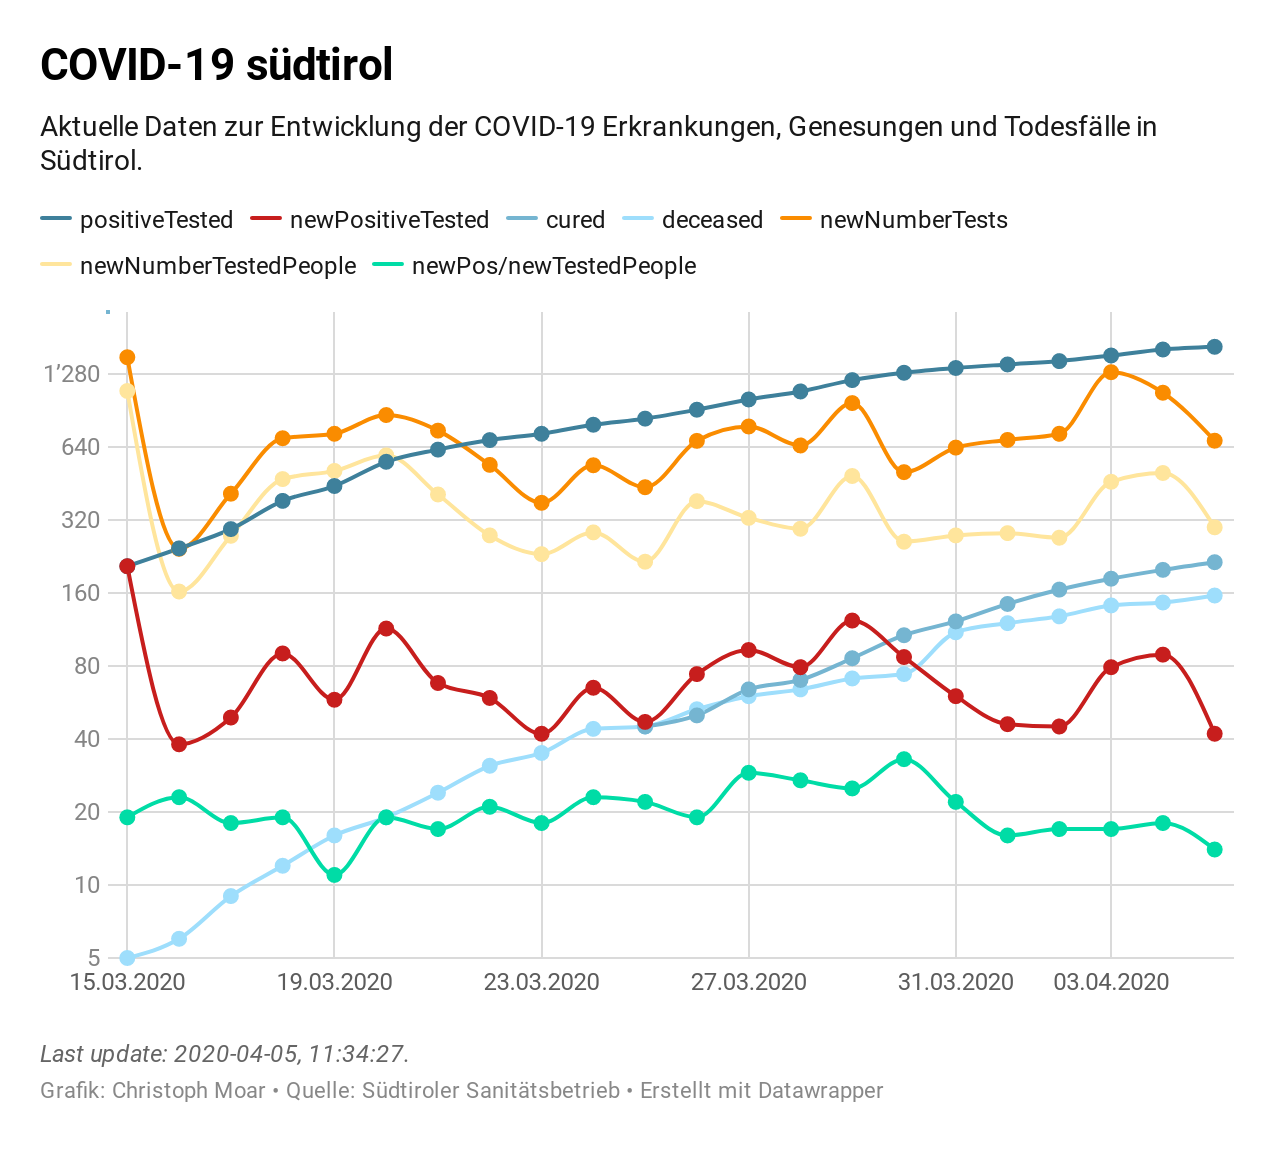 COVID-19 südtirol
Aktuelle Daten zur Entwicklung der COVID-19 Erkrankungen, Genesungen und Todesfälle in
Südtirol.
positiveTested newPositiveTested cured deceased newNumberTests
newNumberTestedPeople newPos/newTestedPeople
1’280
640
320
160
80
40
20
10
5
15.03.2020 19.03.2020 23.03.2020 27.03.2020 31.03.2020 03.04.2020
Last update: 2020-04-05, 11:34:27.
Grafik: Christoph Moar • Quelle: Südtiroler Sanitätsbetrieb • Erstellt mit Datawrapper